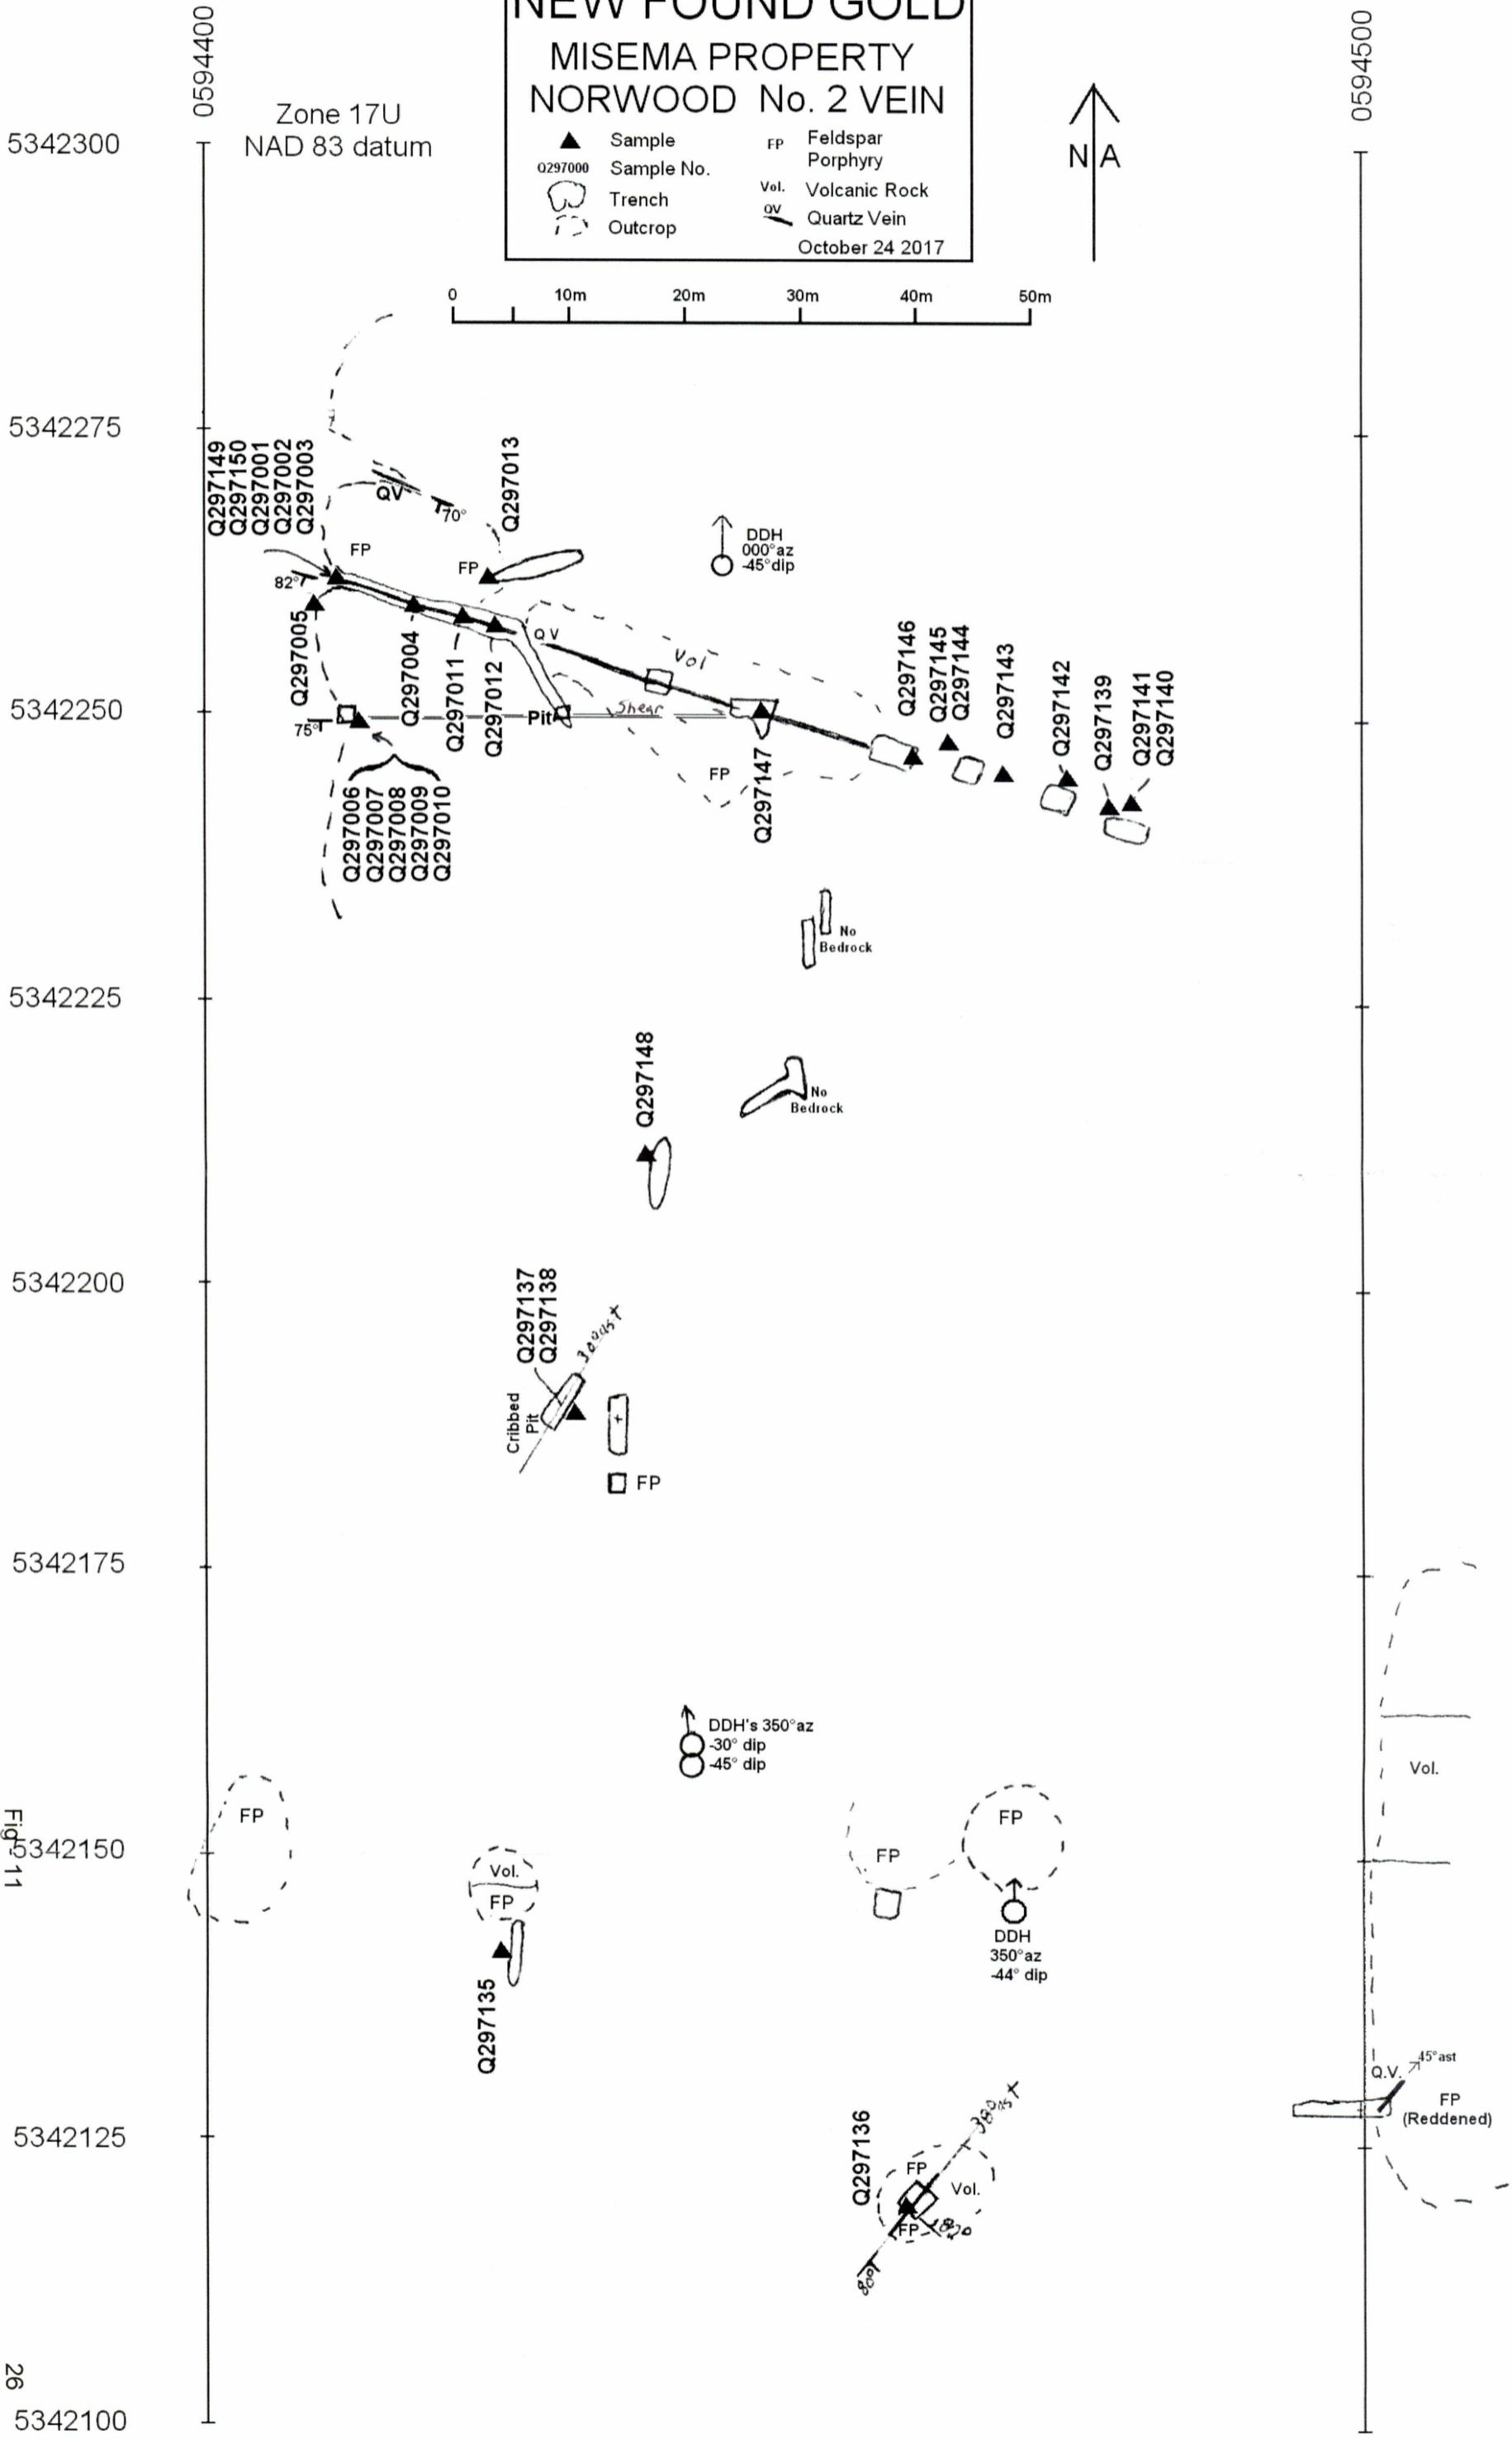 NEW FOUND GOLD
MISEMA PROPERTY
NORWOOD No. 2 VEIN
Sample
Q297000 Sample No.
Trench
Outcrop
FP Feldspar
Porphyry
Vol. Volcanic Rock
QV Quartz Vein
October 24 2017
0594400
0594500
Zone 17U
NAD 83 datum
N A
5342300
0 10m 20m 30m 40m 50m
5342275
Q297149
Q297150
Q297001
Q297002
Q297003
QV
70°
Q297013
FP
FP
82°
DDH
000°az
-45°dip
Q297005
Q297004
Q297011
Q297012
QV
Vol
Q297146
Q297145
Q297144
Q297143
Q297142
Q297139
Q297141
Q297140
5342250
75°
Pit
Shear
FP
Q297147
Q297006
Q297007
Q297008
Q297009
Q297010
No
Bedrock
5342225
Q297148
No
Bedrock
5342200
Q297137
Q297138
Cribbed
Pit
FP
5342175
DDH's 350°az
-30° dip
-45° dip
Vol.
FP
5342150
Vol.
FP
FP
FP
DDH
350°az
-44° dip
Q297135
45°ast
Q.V.
FP
(Reddened)
5342125
Q297136
FP
Vol.
FP
80°
5342100
Fig - 11
26